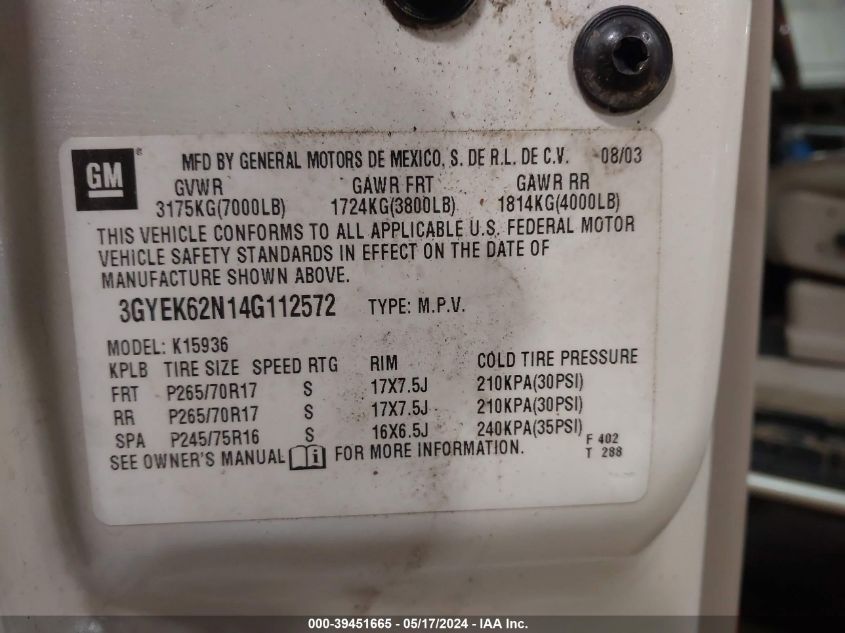 GM® MFD BY GENERAL MOTORS DE MEXICO, S. DE R.L. DE C.V. 08/03
GVWR GAWR FRT GAWR RR
3175KG(7000LB) 1724KG(3800LB) 1814KG(4000LB)
THIS VEHICLE CONFORMS TO ALL APPLICABLE U.S. FEDERAL MOTOR
VEHICLE SAFETY STANDARDS IN EFFECT ON THE DATE OF
MANUFACTURE SHOWN ABOVE.
3GYEK62N14G112572 TYPE: M.P.V.
MODEL: K15936
KPLB TIRE SIZE SPEED RTG RIM COLD TIRE PRESSURE
FRT P265/70R17 S 17X7.5J 210KPA(30PSI)
RR P265/70R17 S 17X7.5J 210KPA(30PSI)
SPA P245/75R16 S 16X6.5J 240KPA(35PSI)
F 402
T 288
SEE OWNER'S MANUAL i FOR MORE INFORMATION.
000-39451665 - 05/17/2024 - IAA Inc.